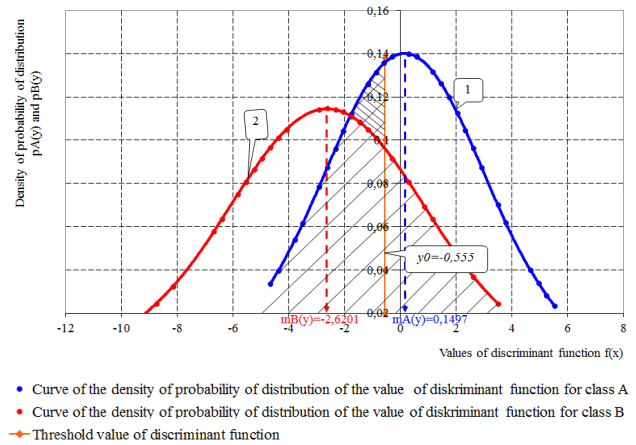 0,16
Density of probability of distribution
pA(y) and pB(y)
0,14
0,12
0,1
0,08
0,06
0,04
0,02
1
2
y0=-0,555
mB(y)=-2,6201
mA(y)=0,1497
-12 -10 -8 -6 -4 -2 0 2 4 6 8
Values of discriminant function f(x)
Curve of the density of probability of distribution of the value of diskriminant function for class A
Curve of the density of probability of distribution of the value of diskriminant function for class B
Threshold value of discriminant function